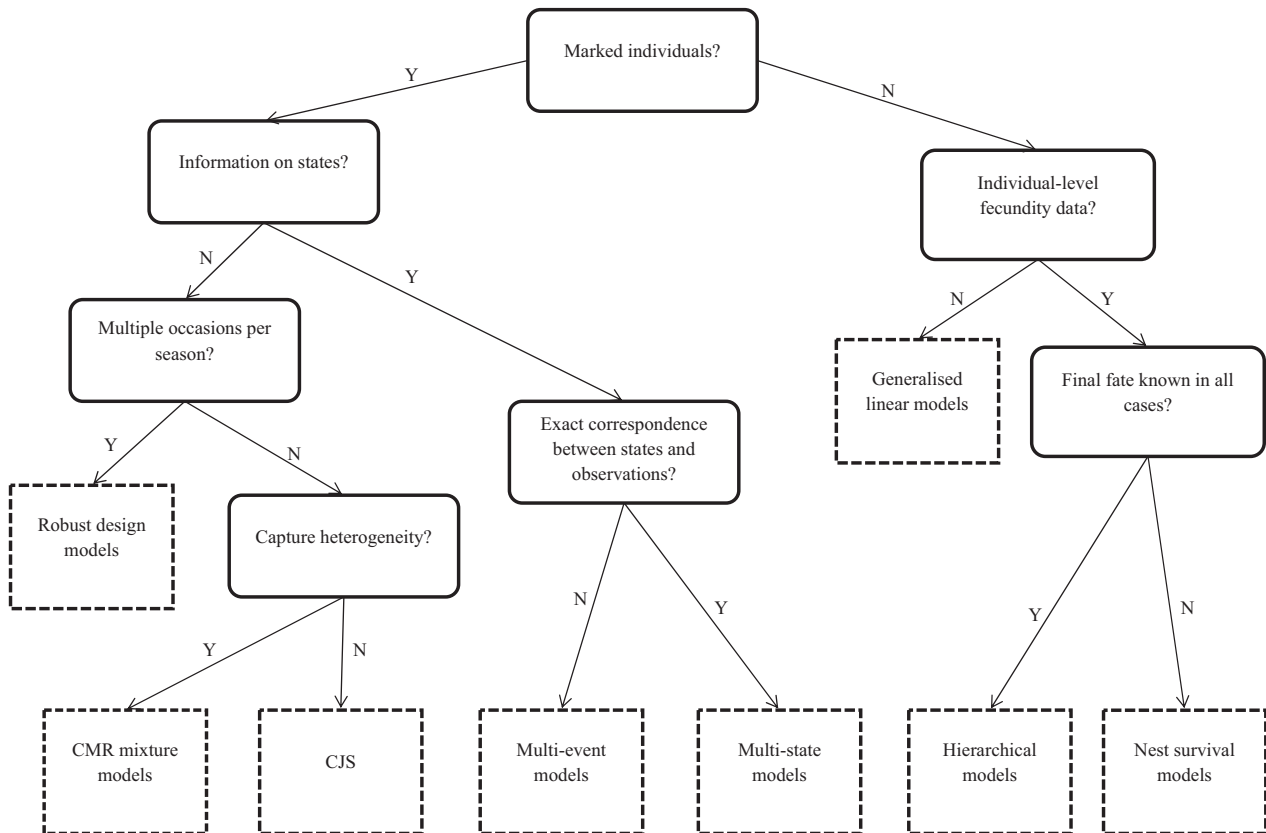 Marked individuals?
Y
N
Information on states?
Individual-level
fecundity data?
N
Y
N
Y
Multiple occasions per
season?
Generalised
linear models
Final fate known in all
cases?
Exact correspondence
between states and
observations?
Y
N
Robust design
models
Capture heterogeneity?
N
Y
Y
N
Y
N
CMR mixture
models
CJS
Multi-event
models
Multi-state
models
Hierarchical
models
Nest survival
models